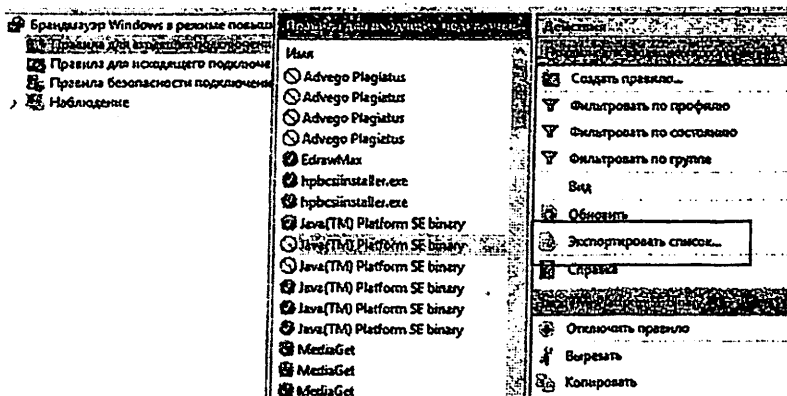 Брандмауэр Windows в режиме повыш
Правила для входящих подключени
Правила для исходящего подключе
Правила безопасности подключени
Наблюдение
Правила для входящих подключений
Имя
Advego Plagiatus
Advego Plagiatus
Advego Plagiatus
Advego Plagiatus
EdrawMax
hpbcsiinstaller.exe
hpbcsiinstaller.exe
Java(TM) Platform SE binary
Java(TM) Platform SE binary
Java(TM) Platform SE binary
Java(TM) Platform SE binary
Java(TM) Platform SE binary
Java(TM) Platform SE binary
MediaGet
MediaGet
MediaGet
Действия
Создать правило...
Фильтровать по профилю
Фильтровать по состоянию
Фильтровать по группе
Вид
Обновить
Экспортировать список...
Справка
Отключить правило
Вырезать
Копировать